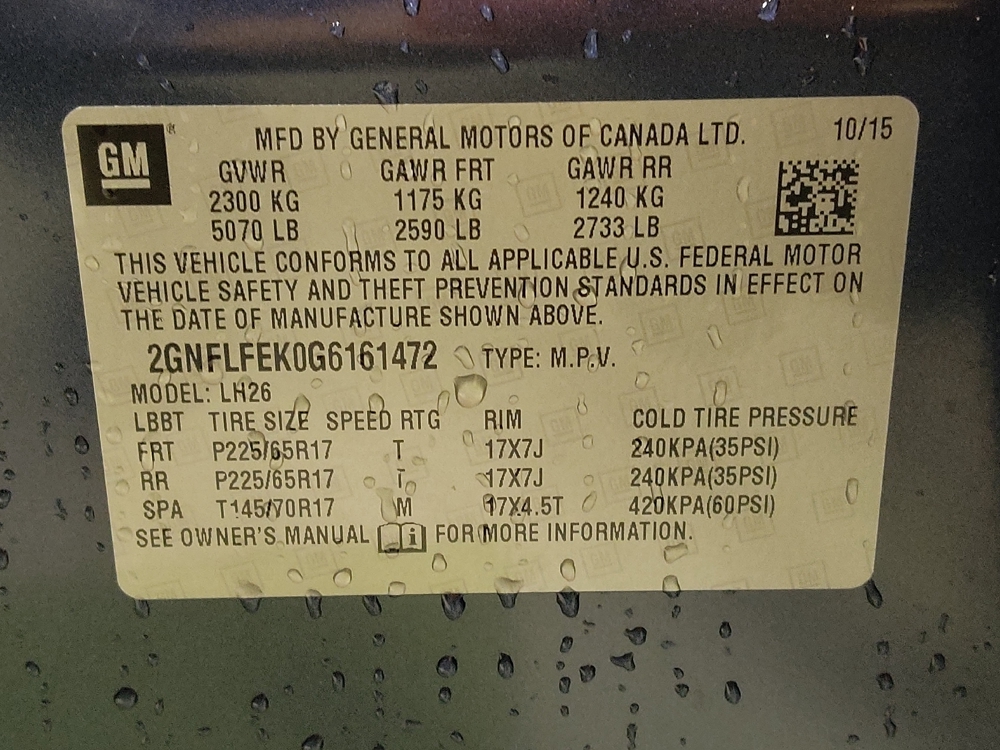 GM ® MFD BY GENERAL MOTORS OF CANADA LTD. 10/15
GVWR GAWR FRT GAWR RR
2300 KG 1175 KG 1240 KG
5070 LB 2590 LB 2733 LB
THIS VEHICLE CONFORMS TO ALL APPLICABLE U.S. FEDERAL MOTOR
VEHICLE SAFETY AND THEFT PREVENTION STANDARDS IN EFFECT ON
THE DATE OF MANUFACTURE SHOWN ABOVE.
2GNFLFEK0G6161472 TYPE: M.P.V.
MODEL: LH26
LBBT TIRE SIZE SPEED RTG RIM COLD TIRE PRESSURE
FRT P225/65R17 T 17X7J 240KPA(35PSI)
RR P225/65R17 T 17X7J 240KPA(35PSI)
SPA T145/70R17 M 17X4.5T 420KPA(60PSI)
SEE OWNER'S MANUAL i FOR MORE INFORMATION.